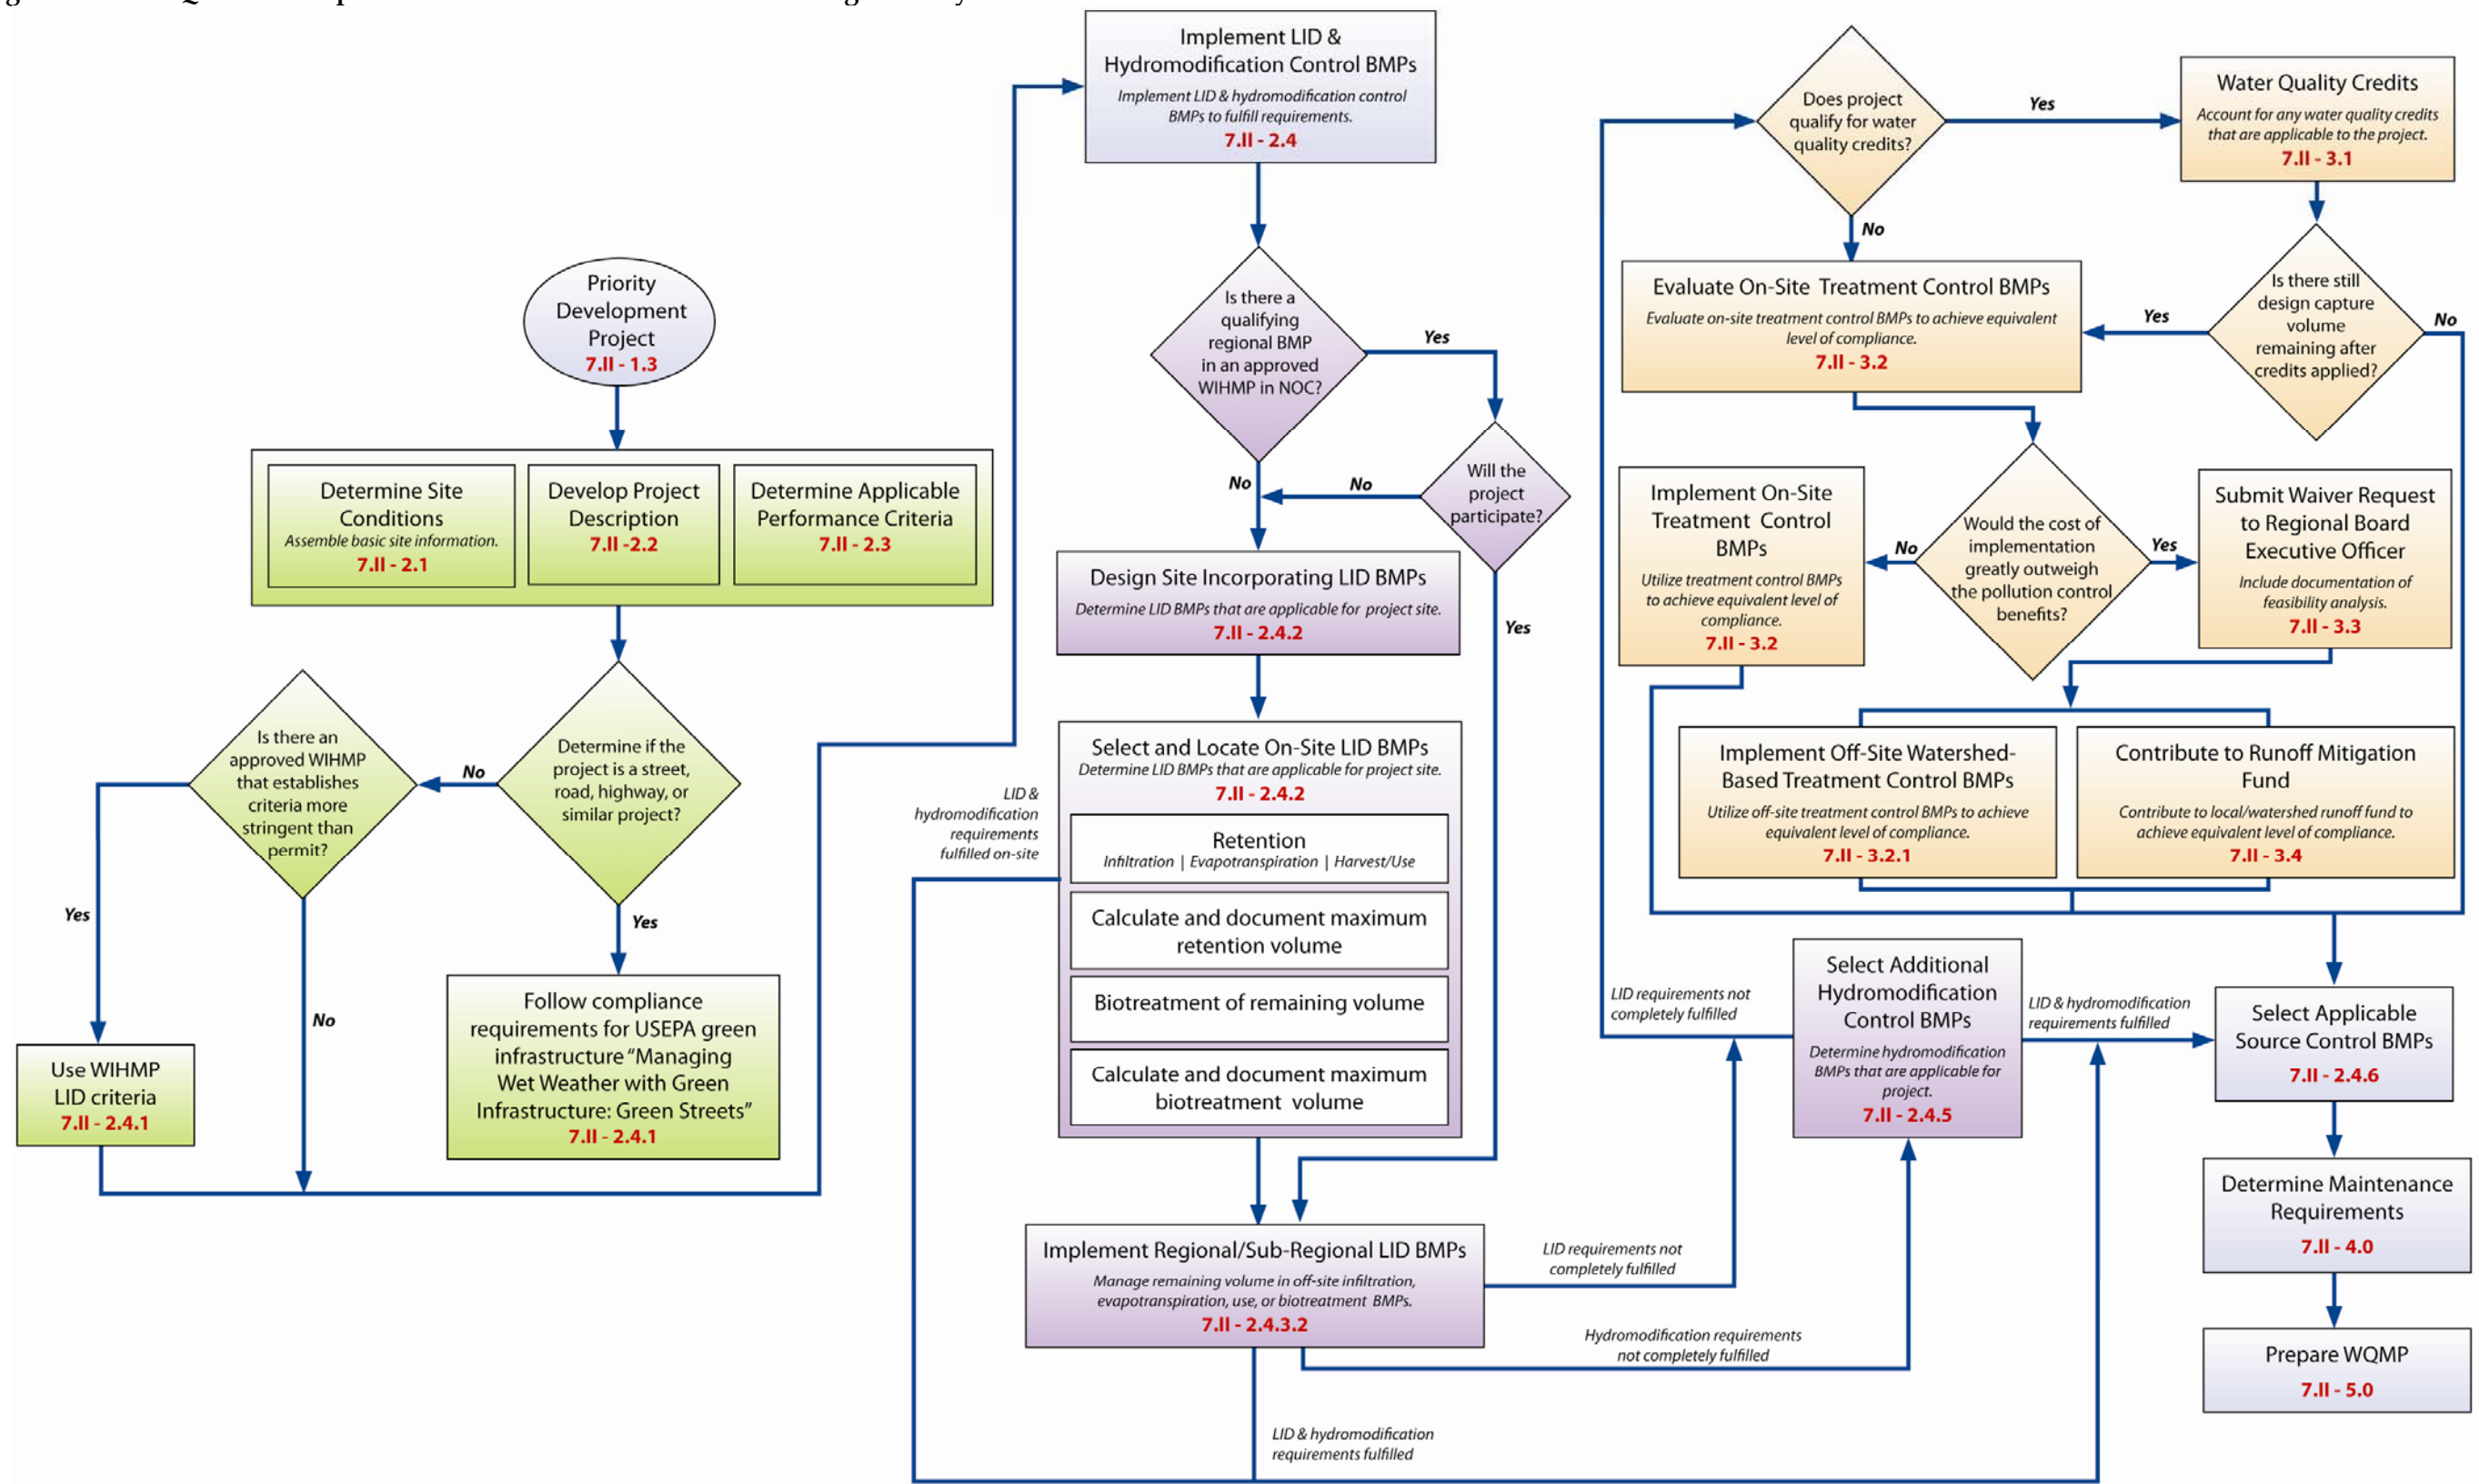 Priority
Development
Project
7.II - 1.3
Determine Site
Conditions
Assemble basic site information.
7.II - 2.1
Develop Project
Description
7.II -2.2
Determine Applicable
Performance Criteria
7.II - 2.3
Determine if the
project is a street,
road, highway, or
similar project?
No
Is there an
approved WIHMP
that establishes
criteria more
stringent than
permit?
Yes
No
Yes
Use WIHMP
LID criteria
7.II - 2.4.1
Follow compliance
requirements for USEPA green
infrastructure “Managing
Wet Weather with Green
Infrastructure: Green Streets”
7.II - 2.4.1
Implement LID &
Hydromodification Control BMPs
Implement LID & hydromodification control
BMPs to fulfill requirements.
7.II - 2.4
Is there a
qualifying
regional BMP
in an approved
WIHMP in NOC?
Yes
No
Will the
project
participate?
No
Yes
Design Site Incorporating LID BMPs
Determine LID BMPs that are applicable for project site.
7.II - 2.4.2
Select and Locate On-Site LID BMPs
Determine LID BMPs that are applicable for project site.
7.II - 2.4.2
Retention
Infiltration | Evapotranspiration | Harvest/Use
Calculate and document maximum
retention volume
Biotreatment of remaining volume
Calculate and document maximum
biotreatment volume
LID &
hydromodification
requirements
fulfilled on-site
Implement Regional/Sub-Regional LID BMPs
Manage remaining volume in off-site infiltration,
evapotranspiration, use, or biotreatment BMPs.
7.II - 2.4.3.2
LID requirements not
completely fulfilled
Hydromodification requirements
not completely fulfilled
LID & hydromodification
requirements fulfilled
Does project
qualify for water
quality credits?
Yes
No
Water Quality Credits
Account for any water quality credits
that are applicable to the project.
7.II - 3.1
Is there still
design capture
volume
remaining after
credits applied?
Yes
No
Evaluate On-Site Treatment Control BMPs
Evaluate on-site treatment control BMPs to achieve equivalent
level of compliance.
7.II - 3.2
Would the cost of
implementation
greatly outweigh
the pollution control
benefits?
No
Yes
Implement On-Site
Treatment Control
BMPs
Utilize treatment control BMPs
to achieve equivalent level of
compliance.
7.II - 3.2
Submit Waiver Request
to Regional Board
Executive Officer
Include documentation of
feasibility analysis.
7.II - 3.3
Implement Off-Site Watershed-
Based Treatment Control BMPs
Utilize off-site treatment control BMPs to achieve
equivalent level of compliance.
7.II - 3.2.1
Contribute to Runoff Mitigation
Fund
Contribute to local/watershed runoff fund to
achieve equivalent level of compliance.
7.II - 3.4
LID requirements not
completely fulfilled
Select Additional
Hydromodification
Control BMPs
Determine hydromodification
BMPs that are applicable for
project.
7.II - 2.4.5
LID & hydromodification
requirements fulfilled
Select Applicable
Source Control BMPs
7.II - 2.4.6
Determine Maintenance
Requirements
7.II - 4.0
Prepare WQMP
7.II - 5.0